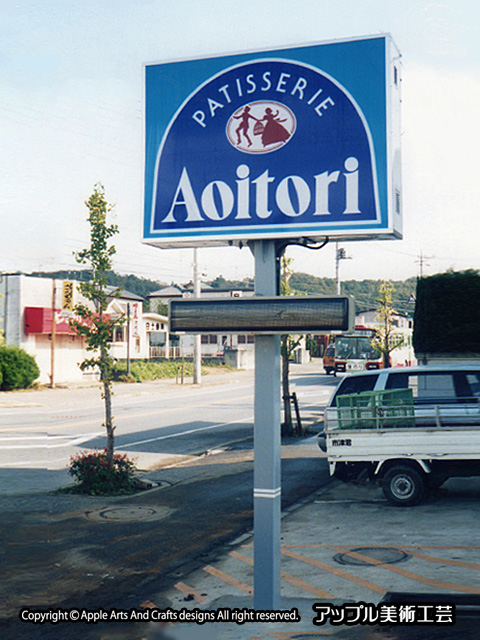 PATISSERIE
Aoitori
Copyright © Apple Arts And Crafts designs All right reserved.
アップル美術工芸